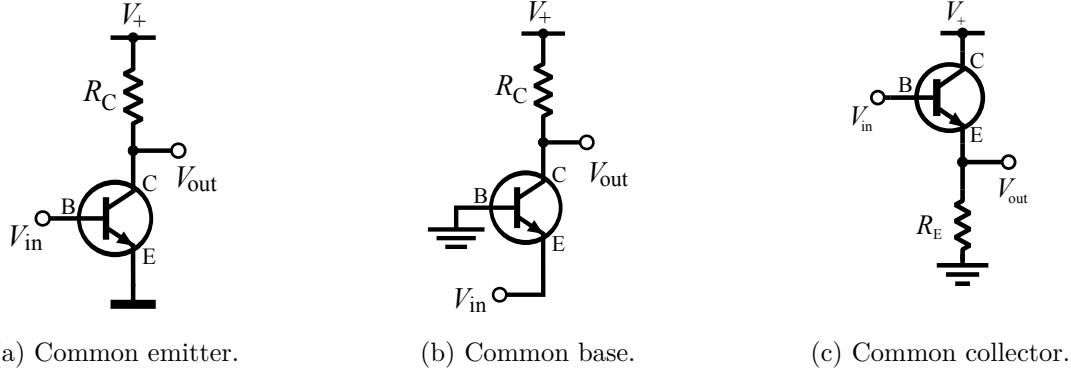 V+
RC
C
Vout
B
Vin
E
(a) Common emitter.
V+
RC
C
Vout
B
E
Vin
(b) Common base.
V+
C
B
Vin
E
Vout
RE
(c) Common collector.